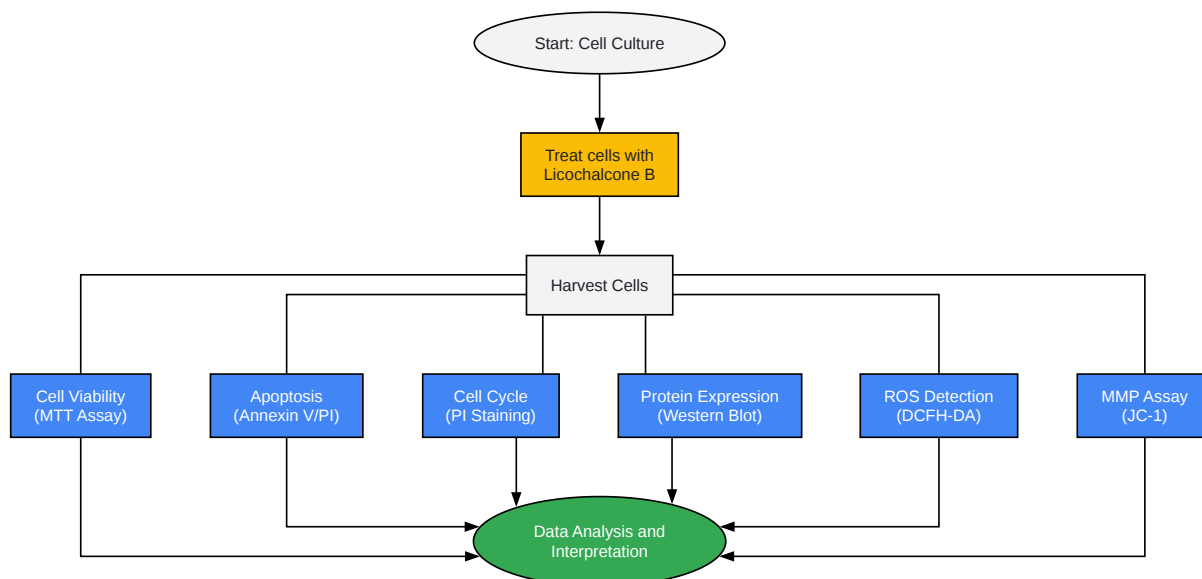 Start: Cell Culture
Treat cells with
Licochalcone B
Harvest Cells
Cell Viability
(MTT Assay)
Apoptosis
(Annexin V/PI)
Cell Cycle
(PI Staining)
Protein Expression
(Western Blot)
ROS Detection
(DCFH-DA)
MMP Assay
(JC-1)
Data Analysis and
Interpretation